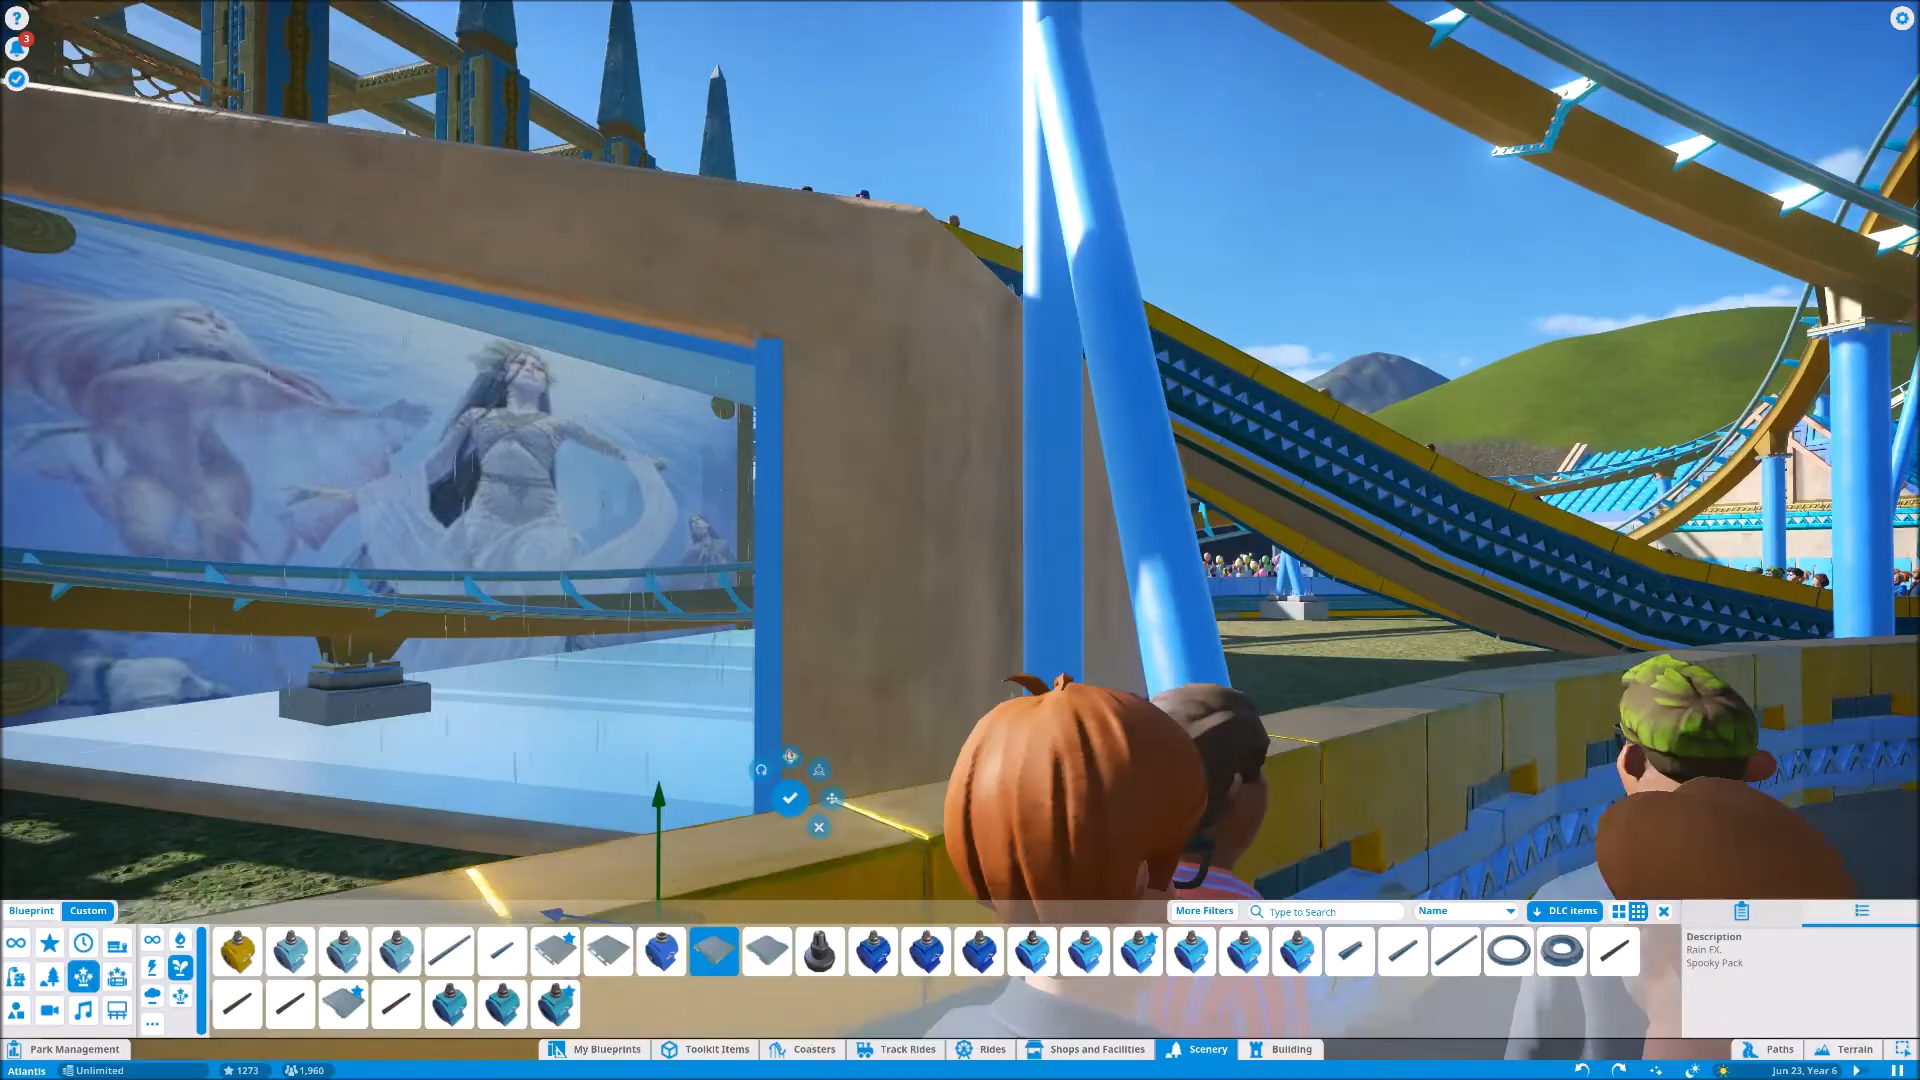 ?
3
Blueprint
Custom
More Filters
Type to Search
Name
DLC items
Description
Rain FX.
Spooky Pack
Park Management
My Blueprints
Toolkit Items
Coasters
Track Rides
Rides
Shops and Facilities
Scenery
Building
Paths
Terrain
Atlantis
Unlimited
1273
1,960
Jun 23, Year 6